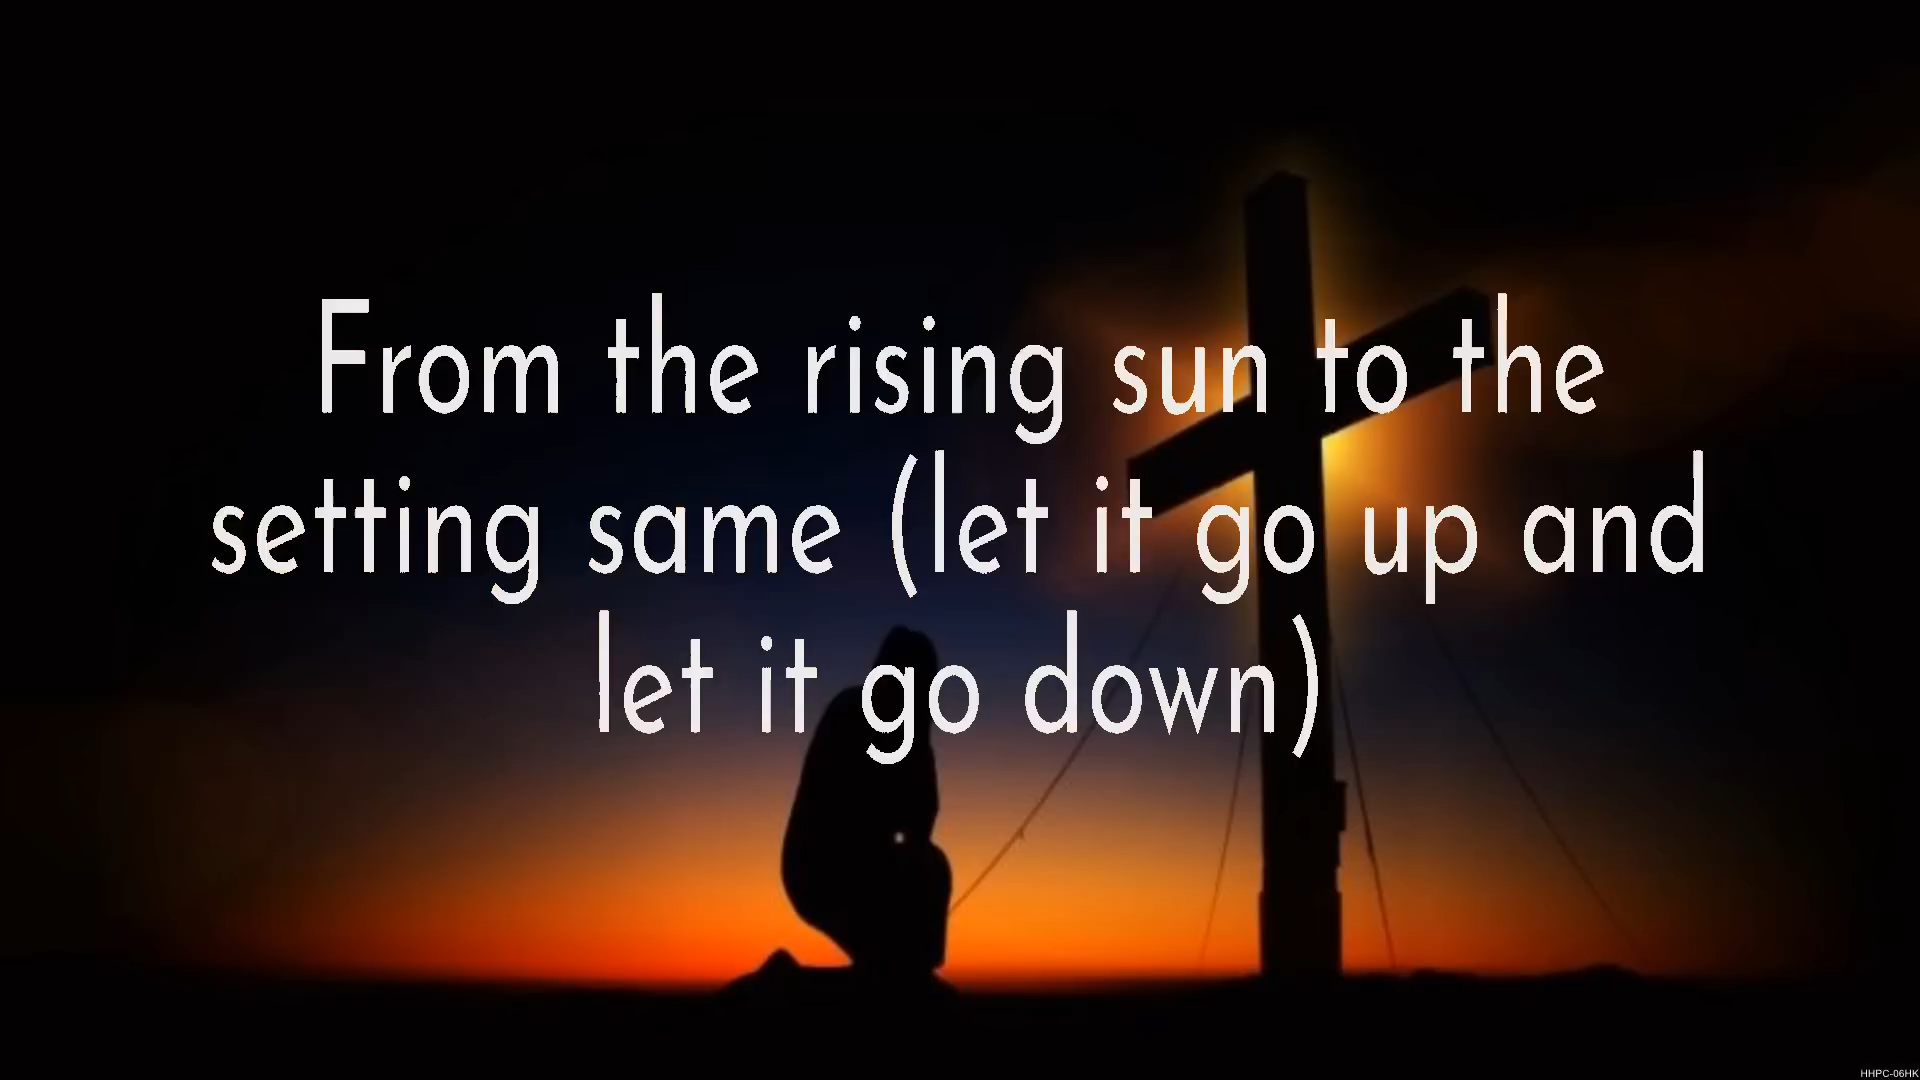 From the rising sun to the
setting same (let it go up and
let it go down)
HHPC-06HK